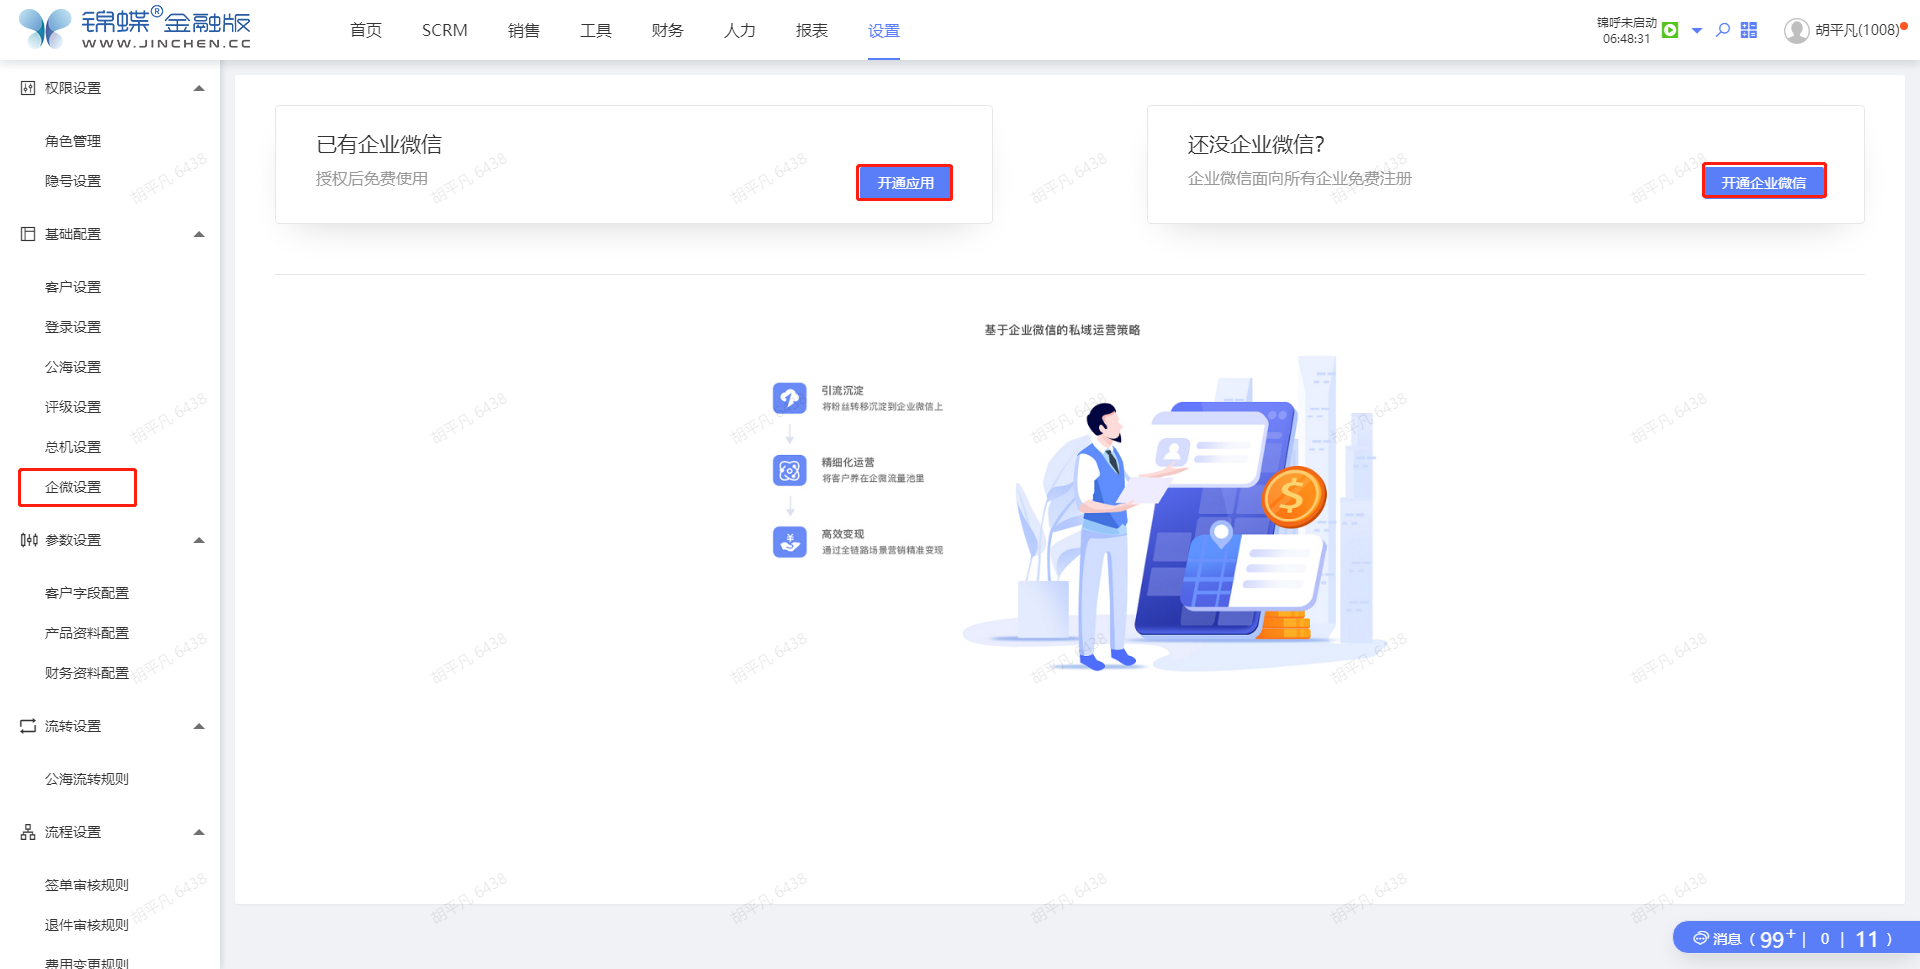 锦蝶®金融版
WWW.JINCHEN.CC
首页 SCRM 销售 工具 财务 人力 报表 设置
锦呼未启动
06:48:31
胡平凡(1008)
权限设置
角色管理
隐号设置
基础配置
客户设置
登录设置
公海设置
评级设置
总机设置
企微设置
参数设置
客户字段配置
产品资料配置
财务资料配置
流转设置
公海流转规则
流程设置
签单审核规则
退件审核规则
费用变更规则
已有企业微信
授权后免费使用
开通应用
还没企业微信?
企业微信面向所有企业免费注册
开通企业微信
基于企业微信的私域运营策略
引流沉淀
将粉丝转移沉淀到企业微信上
精细化运营
将客户养在企微流量池里
高效变现
通过全链路场景营销精准变现
胡平凡 6438
消息 ( 99+ | 0 | 11 )